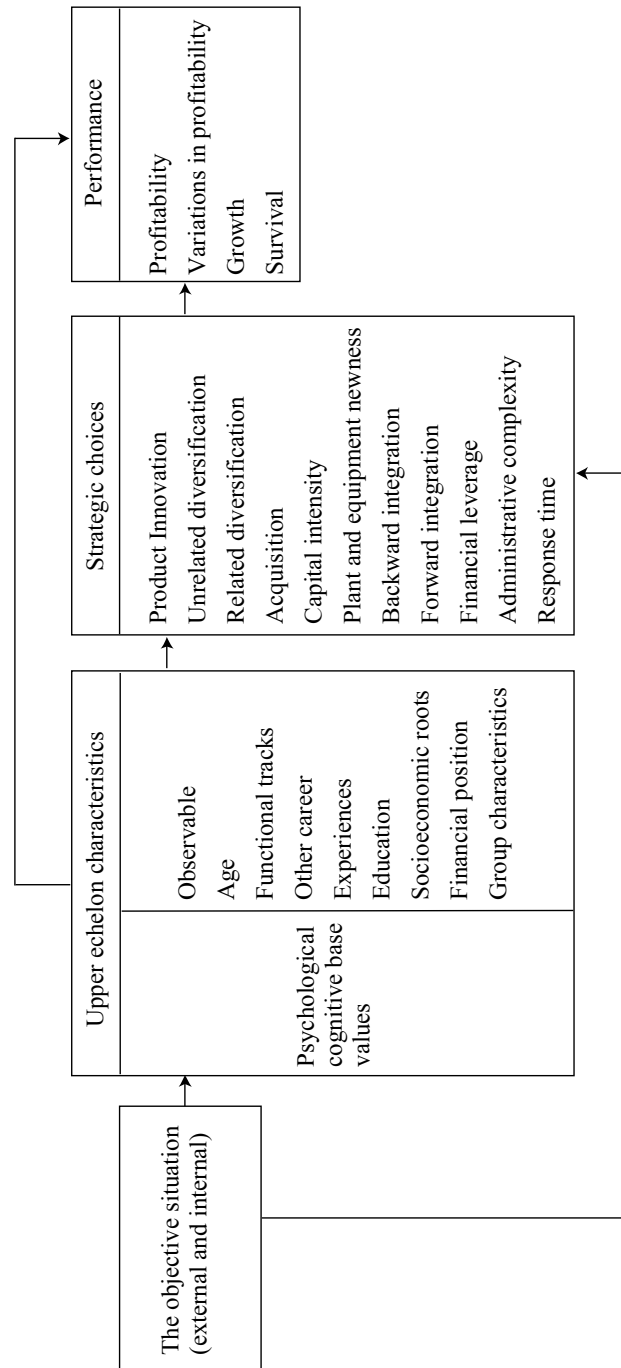 The objective situation
(external and internal)
Upper echelon characteristics
Psychological
cognitive base
values
Observable
Age
Functional tracks
Other career
Experiences
Education
Socioeconomic roots
Financial position
Group characteristics
Strategic choices
Product Innovation
Unrelated diversification
Related diversification
Acquisition
Capital intensity
Plant and equipment newness
Backward integration
Forward integration
Financial leverage
Administrative complexity
Response time
Performance
Profitability
Variations in profitability
Growth
Survival